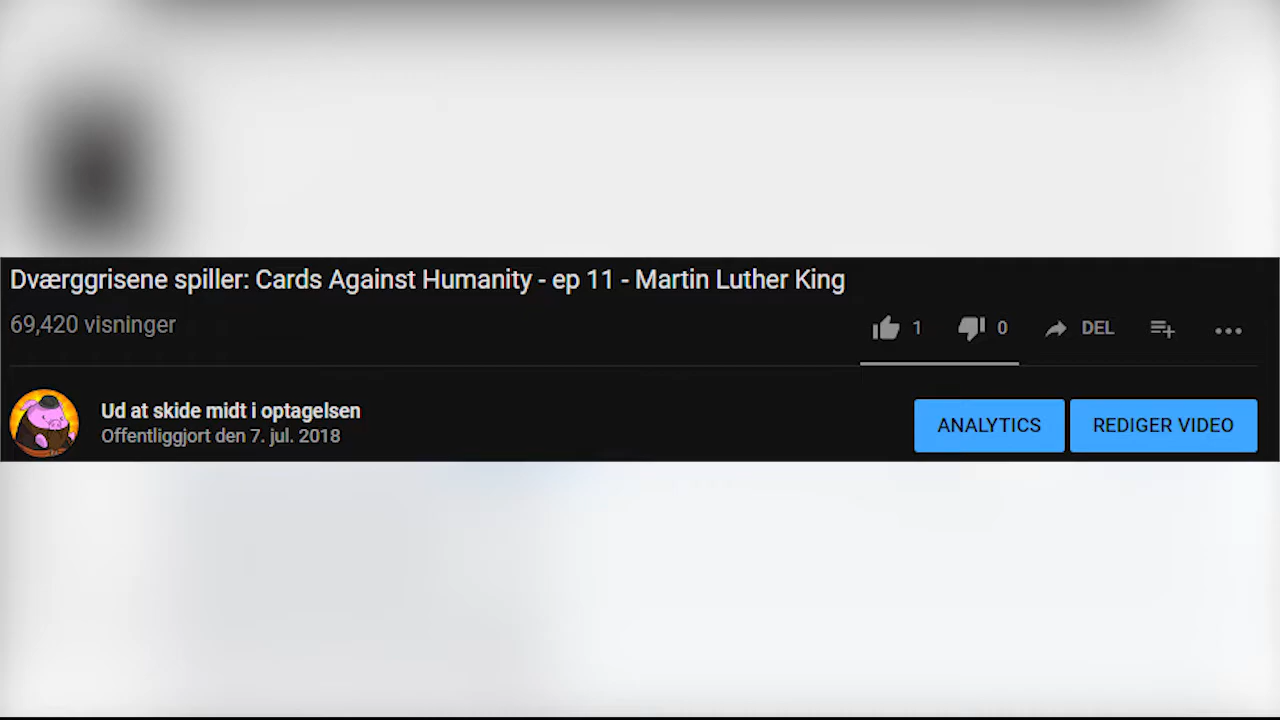 Dværggrisene spiller: Cards Against Humanity - ep 11 - Martin Luther King
69,420 visninger
1 0 DEL
Ud at skide midt i optagelsen
Offentliggjort den 7. jul. 2018
ANALYTICS REDIGER VIDEO